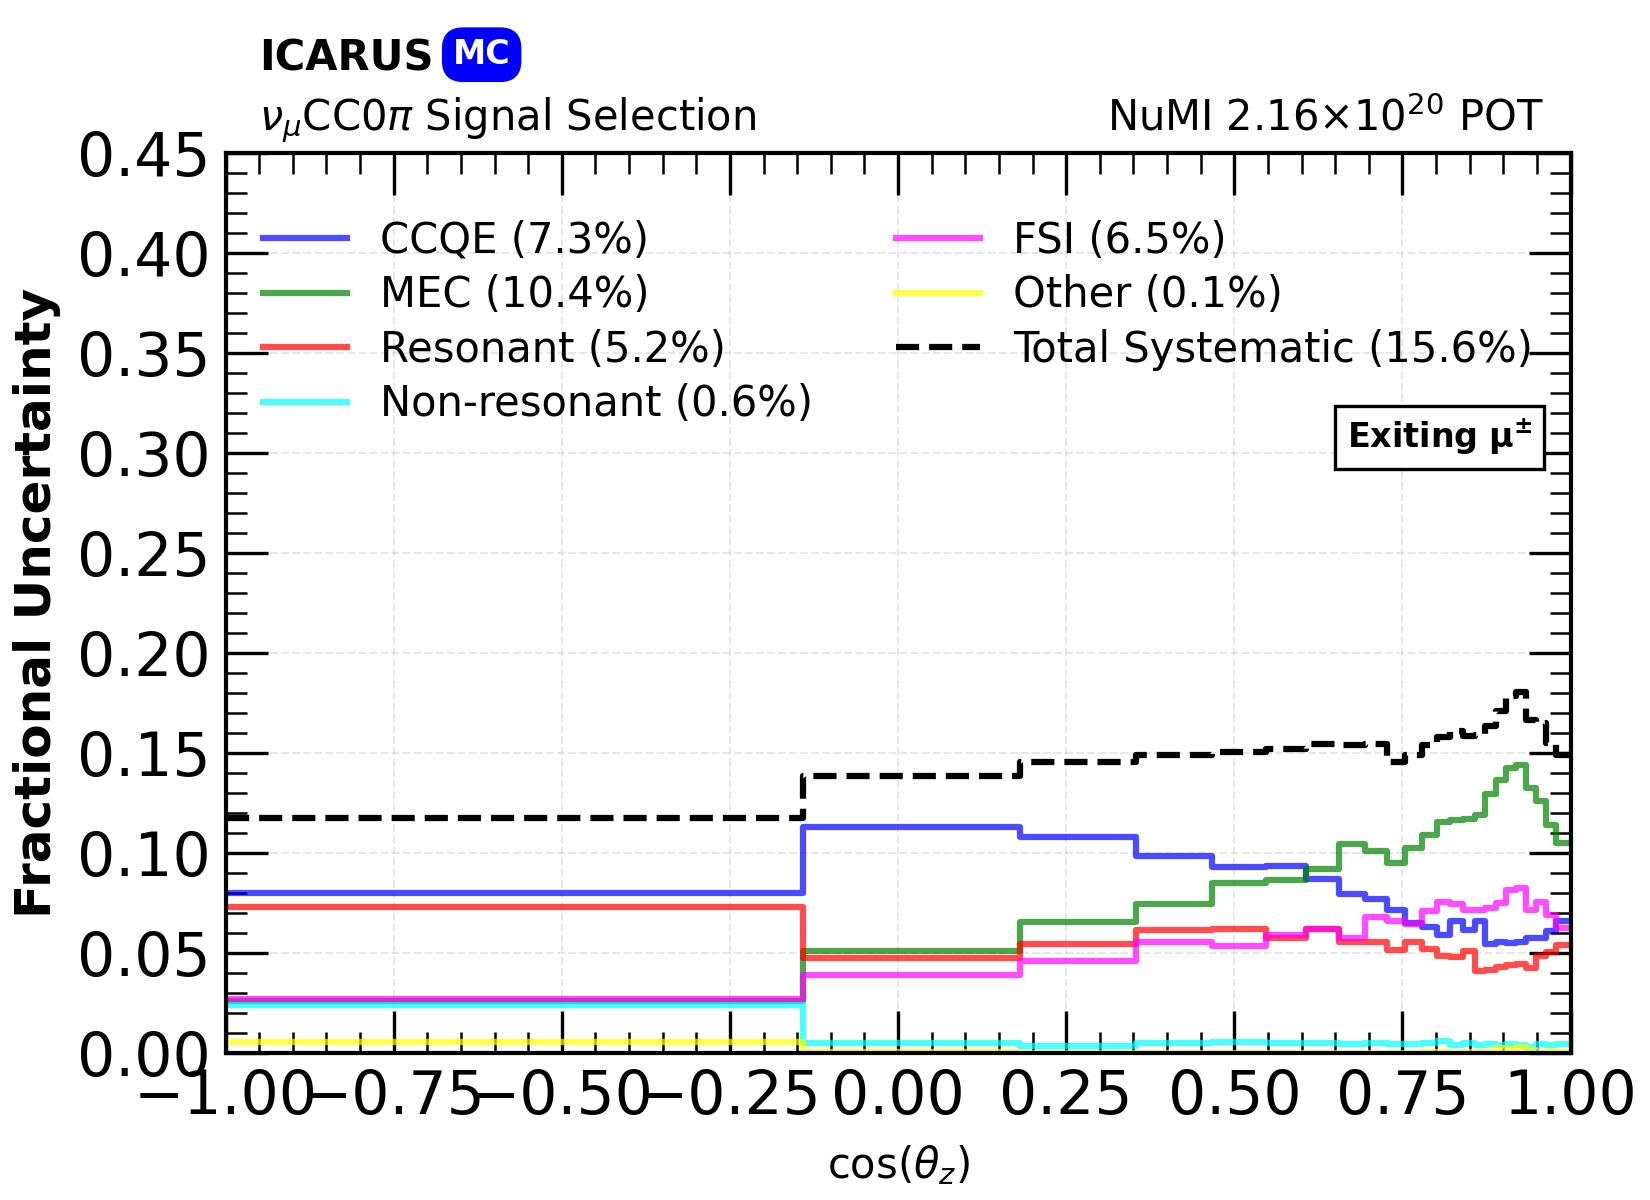 ICARUS MC
νμCC0π Signal Selection
NuMI 2.16×10²⁰ POT
Fractional Uncertainty
0.45
0.40
0.35
0.30
0.25
0.20
0.15
0.10
0.05
0.00
CCQE (7.3%)
MEC (10.4%)
Resonant (5.2%)
Non-resonant (0.6%)
FSI (6.5%)
Other (0.1%)
Total Systematic (15.6%)
Exiting μ±
−1.00 −0.75 −0.50 −0.25 0.00 0.25 0.50 0.75 1.00
cos(θz)